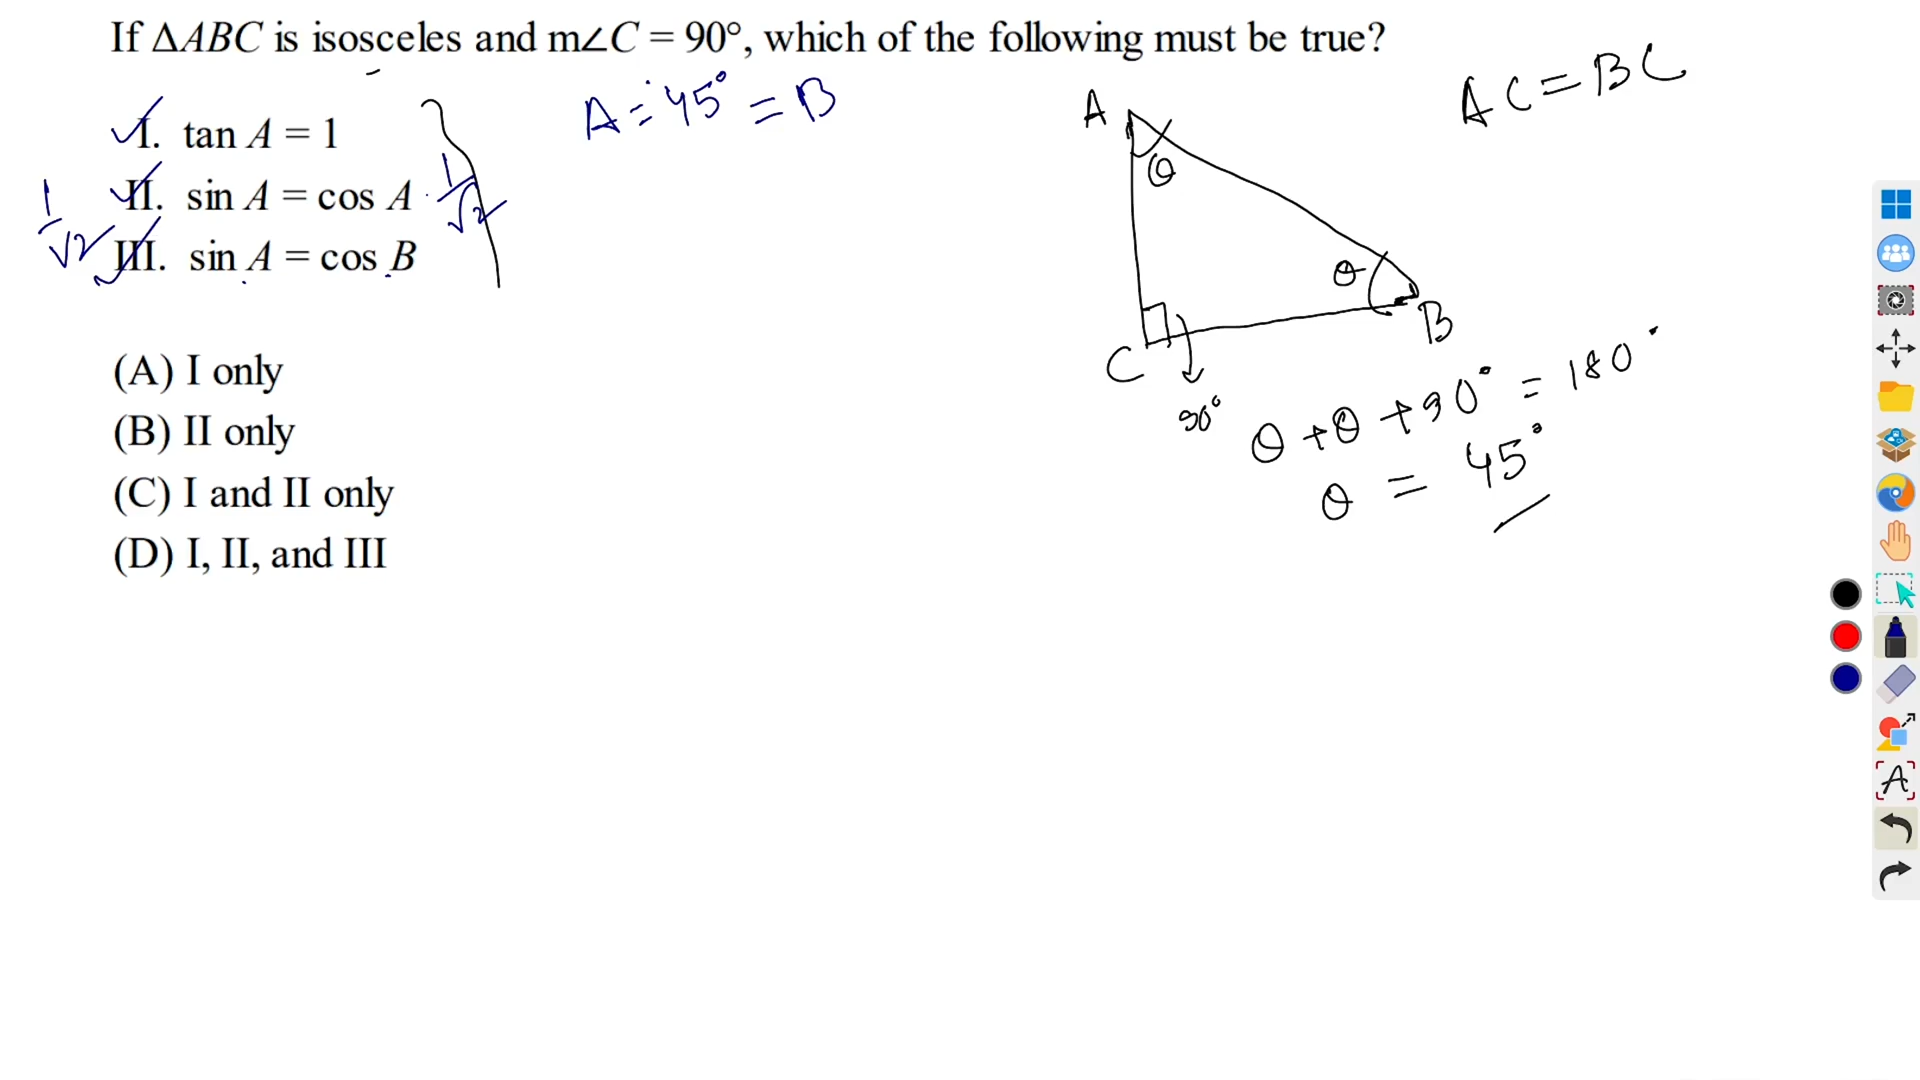 If ΔABC is isosceles and m∠C = 90°, which of the following must be true?
A = 45° = B
AC = BC
I. tan A = 1
II. sin A = cos A
1/√2
1/√2
III. sin A = cos B
A
θ
θ
B
C
90°
θ + θ + 90° = 180°
θ = 45°
(A) I only
(B) II only
(C) I and II only
(D) I, II, and III